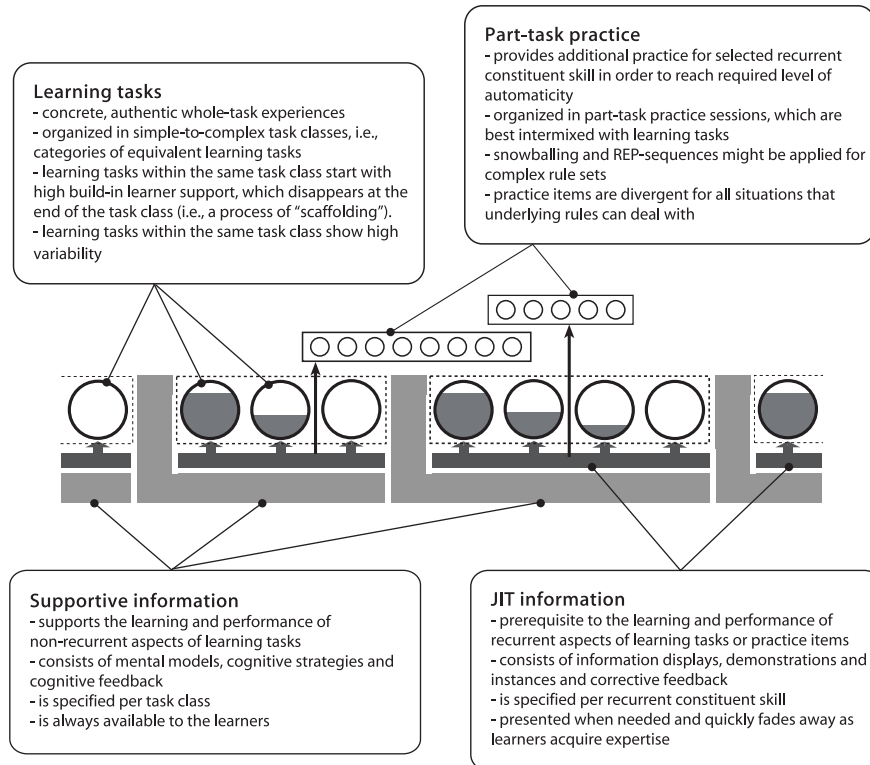 Part-task practice
- provides additional practice for selected recurrent
constituent skill in order to reach required level of
automaticity
- organized in part-task practice sessions, which are
best intermixed with learning tasks
- snowballing and REP-sequences might be applied for
complex rule sets
- practice items are divergent for all situations that
underlying rules can deal with
Learning tasks
- concrete, authentic whole-task experiences
- organized in simple-to-complex task classes, i.e.,
categories of equivalent learning tasks
- learning tasks within the same task class start with
high build-in learner support, which disappears at the
end of the task class (i.e., a process of “scaffolding”).
- learning tasks within the same task class show high
variability
Supportive information
- supports the learning and performance of
non-recurrent aspects of learning tasks
- consists of mental models, cognitive strategies and
cognitive feedback
- is specified per task class
- is always available to the learners
JIT information
- prerequisite to the learning and performance of
recurrent aspects of learning tasks or practice items
- consists of information displays, demonstrations and
instances and corrective feedback
- is specified per recurrent constituent skill
- presented when needed and quickly fades away as
learners acquire expertise